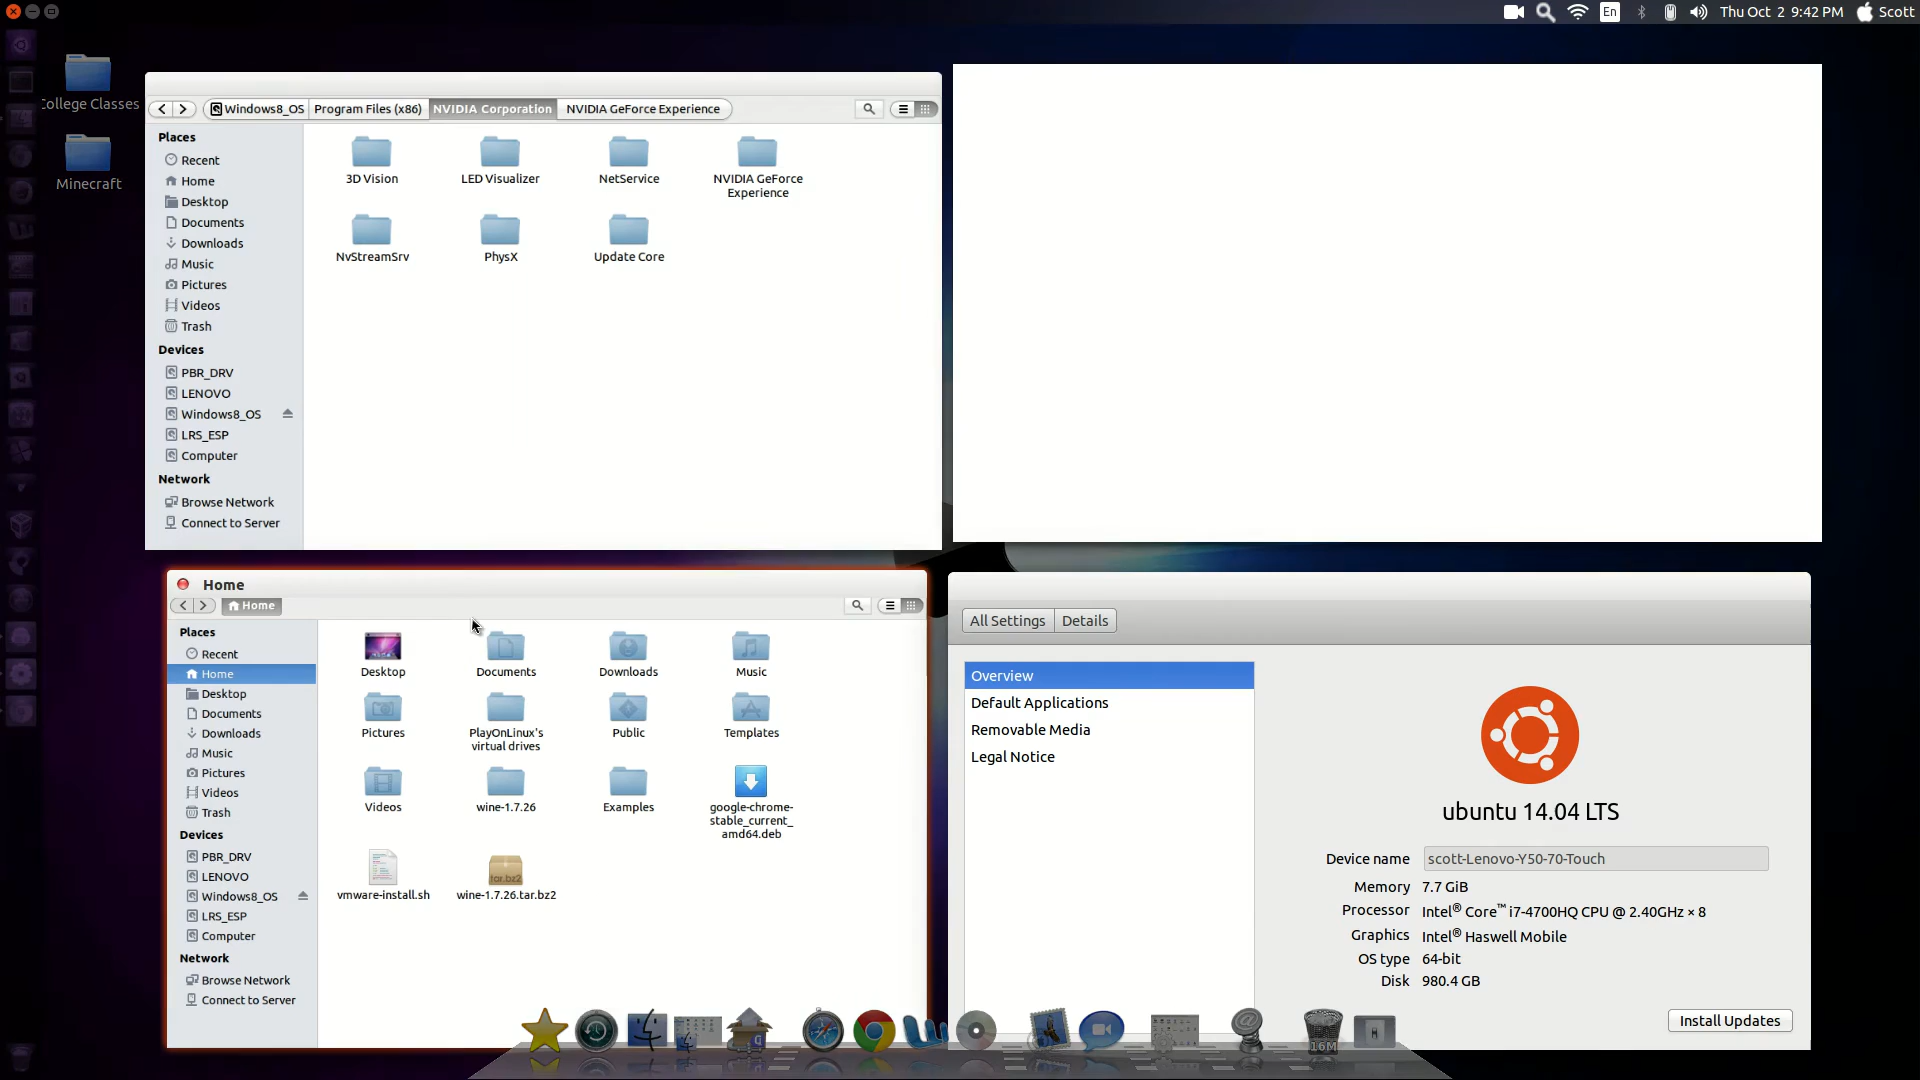 En
Thu Oct 2 9:42 PM
Scott
College Classes
Minecraft
Windows8_OS
Program Files (x86)
NVIDIA Corporation
NVIDIA GeForce Experience
Places
Recent
Home
Desktop
Documents
Downloads
Music
Pictures
Videos
Trash
Devices
PBR_DRV
LENOVO
Windows8_OS
LRS_ESP
Computer
Network
Browse Network
Connect to Server
3D Vision
LED Visualizer
NetService
NVIDIA GeForce
Experience
NvStreamSrv
PhysX
Update Core
Home
Home
Places
Recent
Home
Desktop
Documents
Downloads
Music
Pictures
Videos
Trash
Devices
PBR_DRV
LENOVO
Windows8_OS
LRS_ESP
Computer
Network
Browse Network
Connect to Server
Desktop
Documents
Downloads
Music
Pictures
PlayOnLinux's
virtual drives
Public
Templates
Videos
wine-1.7.26
Examples
google-chrome-
stable_current_
amd64.deb
vmware-install.sh
tar.bz2
wine-1.7.26.tar.bz2
All Settings
Details
Overview
Default Applications
Removable Media
Legal Notice
ubuntu 14.04 LTS
Device name scott-Lenovo-Y50-70-Touch
Memory 7.7 GiB
Processor Intel® Core™ i7-4700HQ CPU @ 2.40GHz × 8
Graphics Intel® Haswell Mobile
OS type 64-bit
Disk 980.4 GB
Install Updates
16M